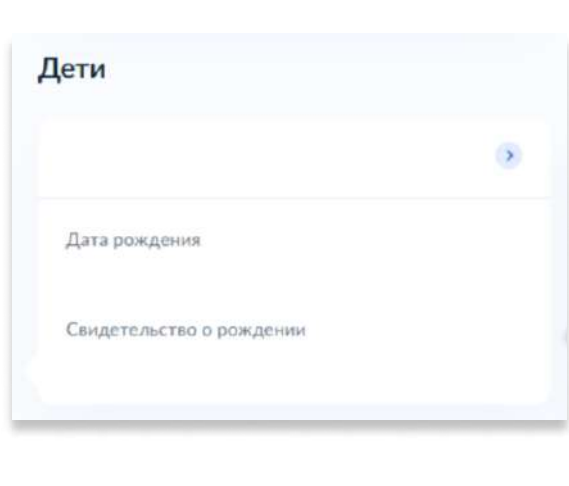 Дети
Дата рождения
Свидетельство о рождении